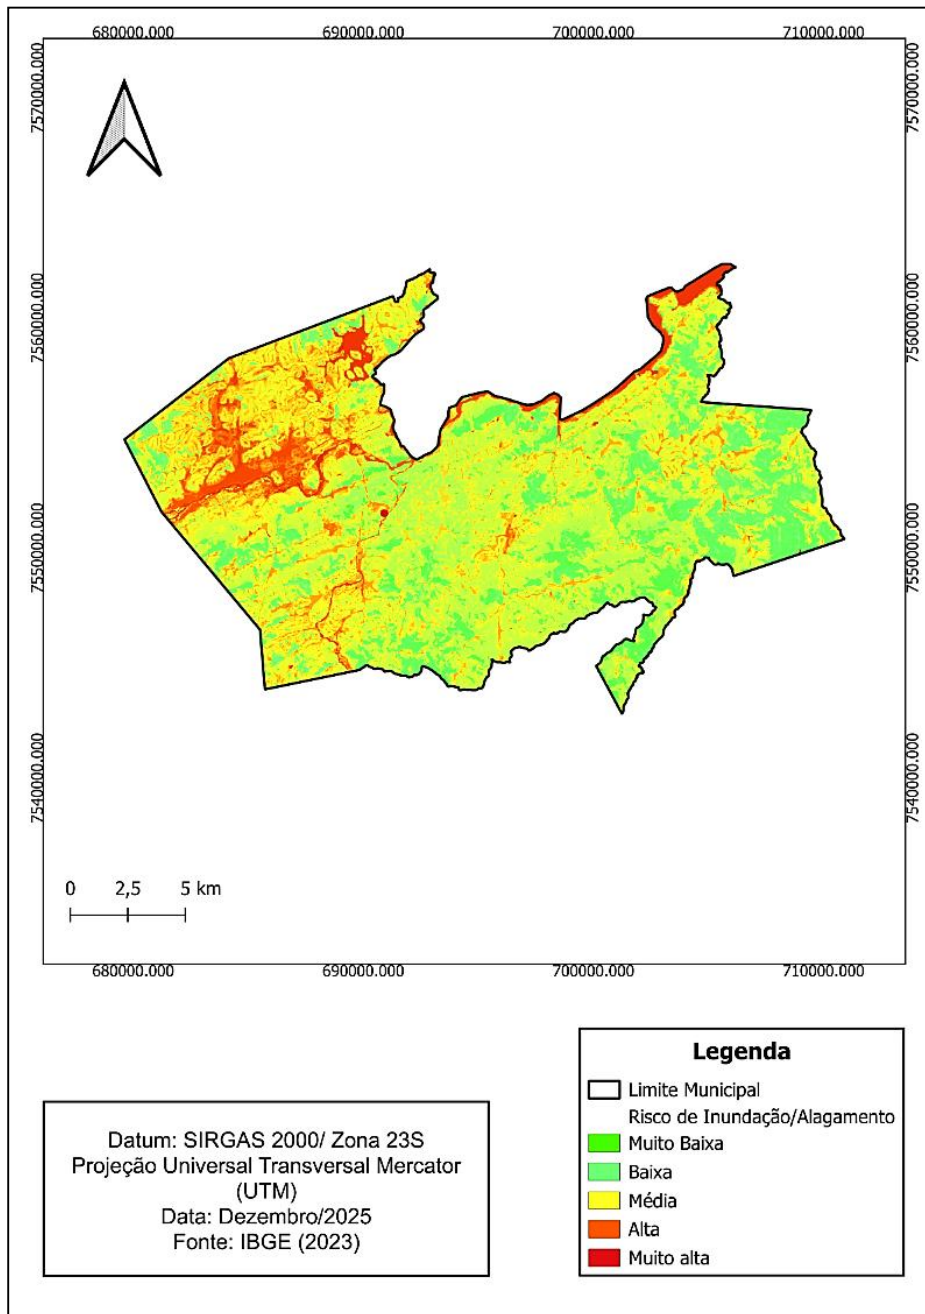 680000.000 690000.000 700000.000 710000.000
7570000.000 7570000.000
7560000.000 7560000.000
7550000.000 7550000.000
7540000.000 7540000.000
0 2,5 5 km
680000.000 690000.000 700000.000 710000.000
Legenda
Limite Municipal
Risco de Inundação/Alagamento
Muito Baixa
Baixa
Média
Alta
Muito alta
Datum: SIRGAS 2000/ Zona 23S
Projeção Universal Transversal Mercator
(UTM)
Data: Dezembro/2025
Fonte: IBGE (2023)